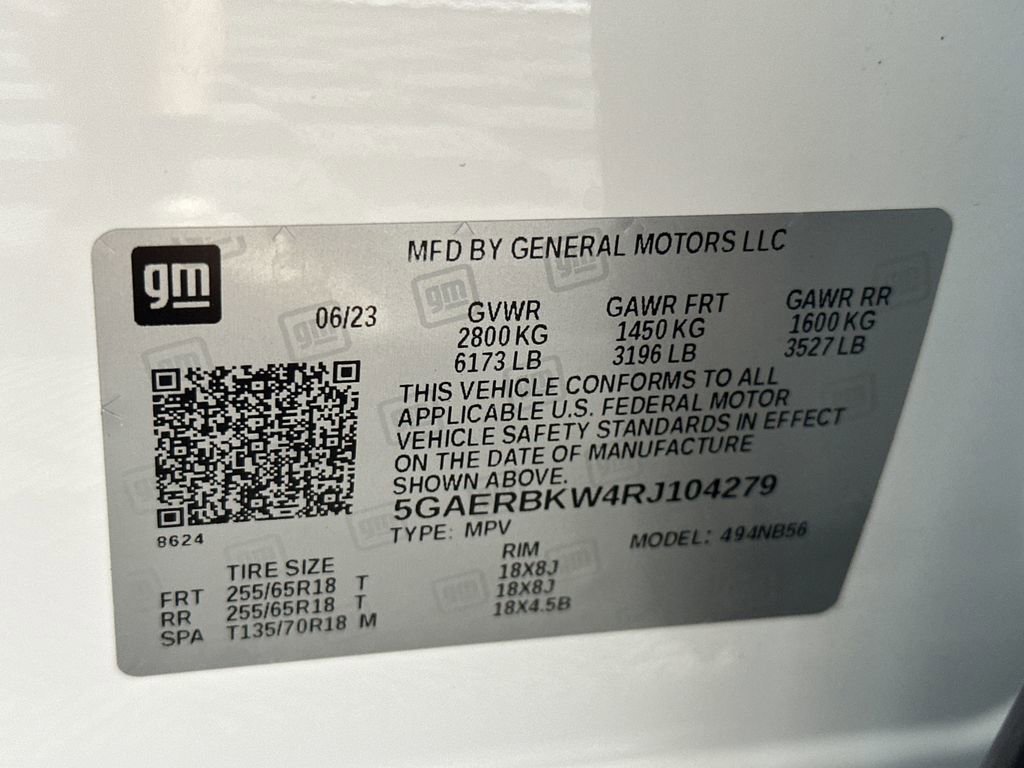 gm
MFD BY GENERAL MOTORS LLC
06/23
GVWR GAWR FRT GAWR RR
2800 KG 1450 KG 1600 KG
6173 LB 3196 LB 3527 LB
THIS VEHICLE CONFORMS TO ALL
APPLICABLE U.S. FEDERAL MOTOR
VEHICLE SAFETY STANDARDS IN EFFECT
ON THE DATE OF MANUFACTURE
SHOWN ABOVE.
5GAERBKW4RJ104279
8624
TYPE: MPV MODEL: 494NB56
TIRE SIZE RIM
FRT 255/65R18 T 18X8J
RR 255/65R18 T 18X8J
SPA T135/70R18 M 18X4.5B